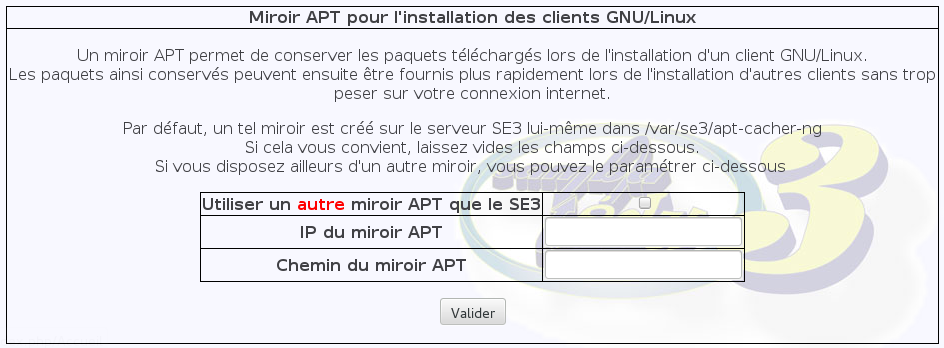 Miroir APT pour l'installation des clients GNU/Linux
Un miroir APT permet de conserver les paquets téléchargés lors de l'installation d'un client GNU/Linux.
Les paquets ainsi conservés peuvent ensuite être fournis plus rapidement lors de l'installation d'autres clients sans trop
peser sur votre connexion internet.
Par défaut, un tel miroir est créé sur le serveur SE3 lui-même dans /var/se3/apt-cacher-ng
Si cela vous convient, laissez vides les champs ci-dessous.
Si vous disposez ailleurs d'un autre miroir, vous pouvez le paramétrer ci-dessous
Utiliser un autre miroir APT que le SE3
IP du miroir APT
Chemin du miroir APT
Valider
3